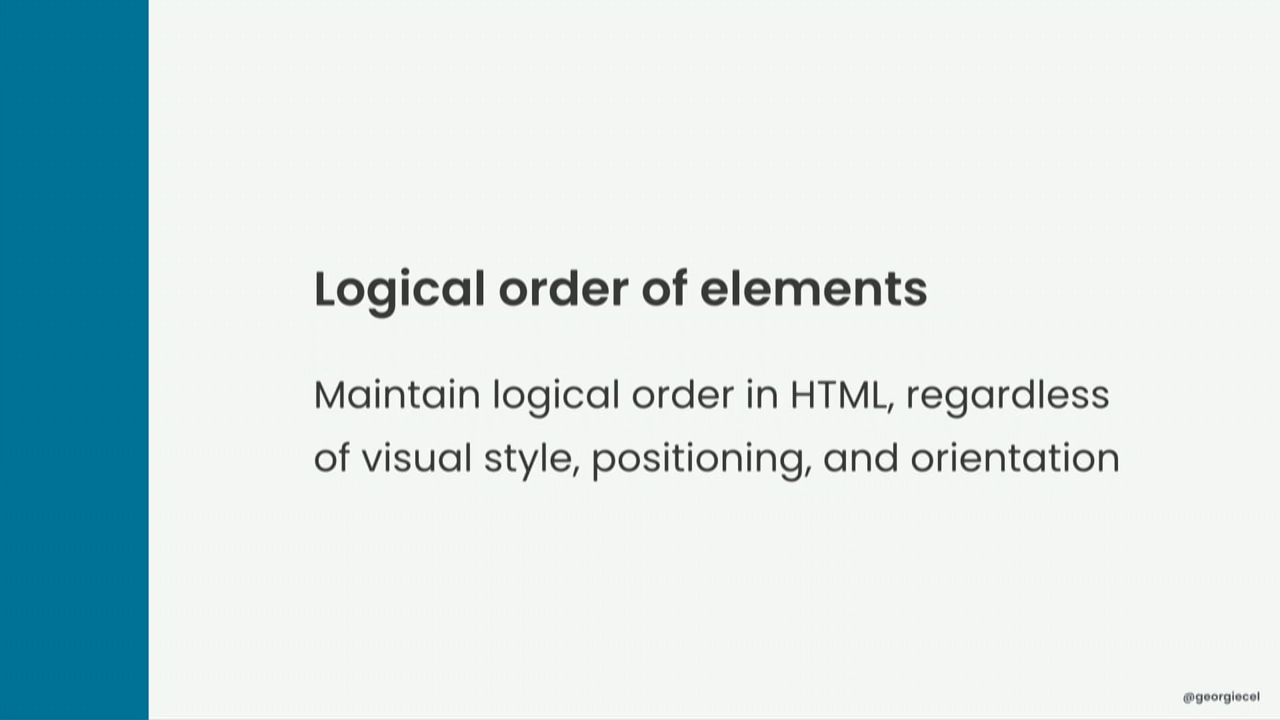 Logical order of elements
Maintain logical order in HTML, regardless
of visual style, positioning, and orientation
@georgiecel